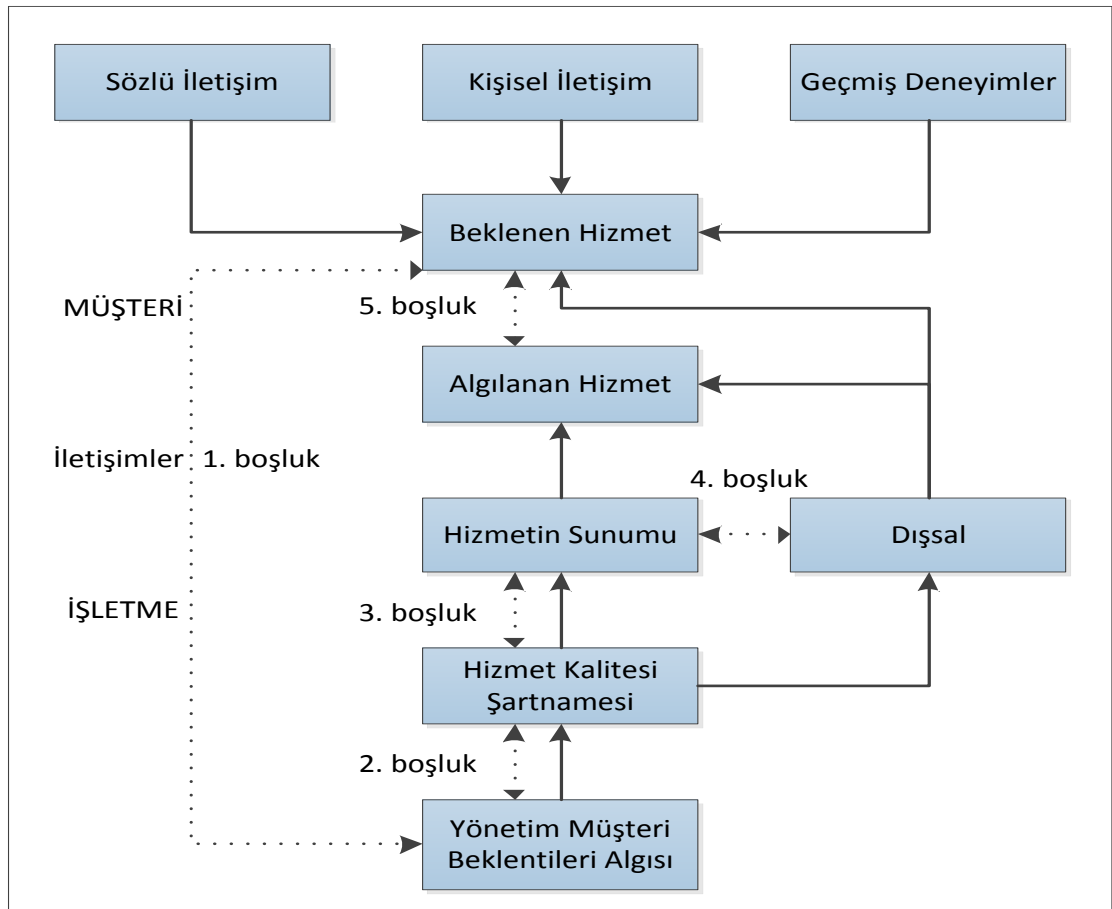 Sözlü İletişim
Kişisel İletişim
Geçmiş Deneyimler
Beklenen Hizmet
MÜŞTERİ
5. boşluk
Algılanan Hizmet
İletişimler
1. boşluk
4. boşluk
Hizmetin Sunumu
Dışsal
İŞLETME
3. boşluk
Hizmet Kalitesi
Şartnamesi
2. boşluk
Yönetim Müşteri
Beklentileri Algısı